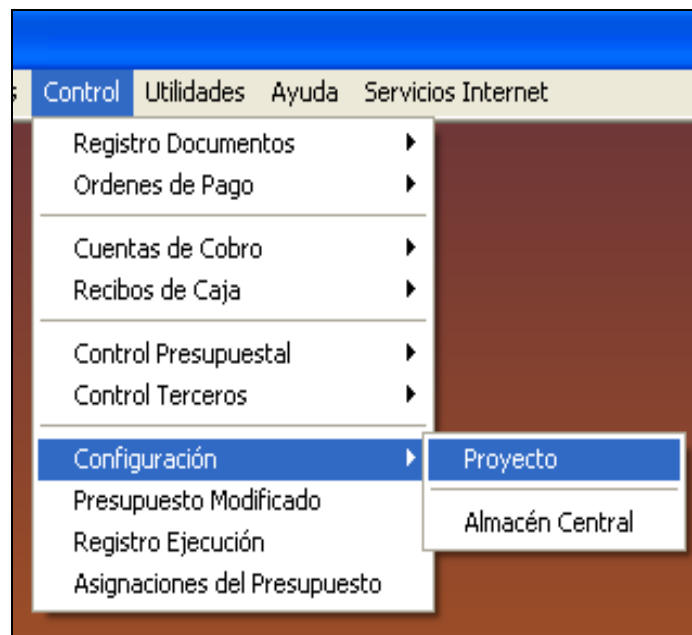 Control Utilidades Ayuda Servicios Internet
Registro Documentos
Ordenes de Pago
Cuentas de Cobro
Recibos de Caja
Control Presupuestal
Control Terceros
Configuración
Proyecto
Presupuesto Modificado
Almacén Central
Registro Ejecución
Asignaciones del Presupuesto